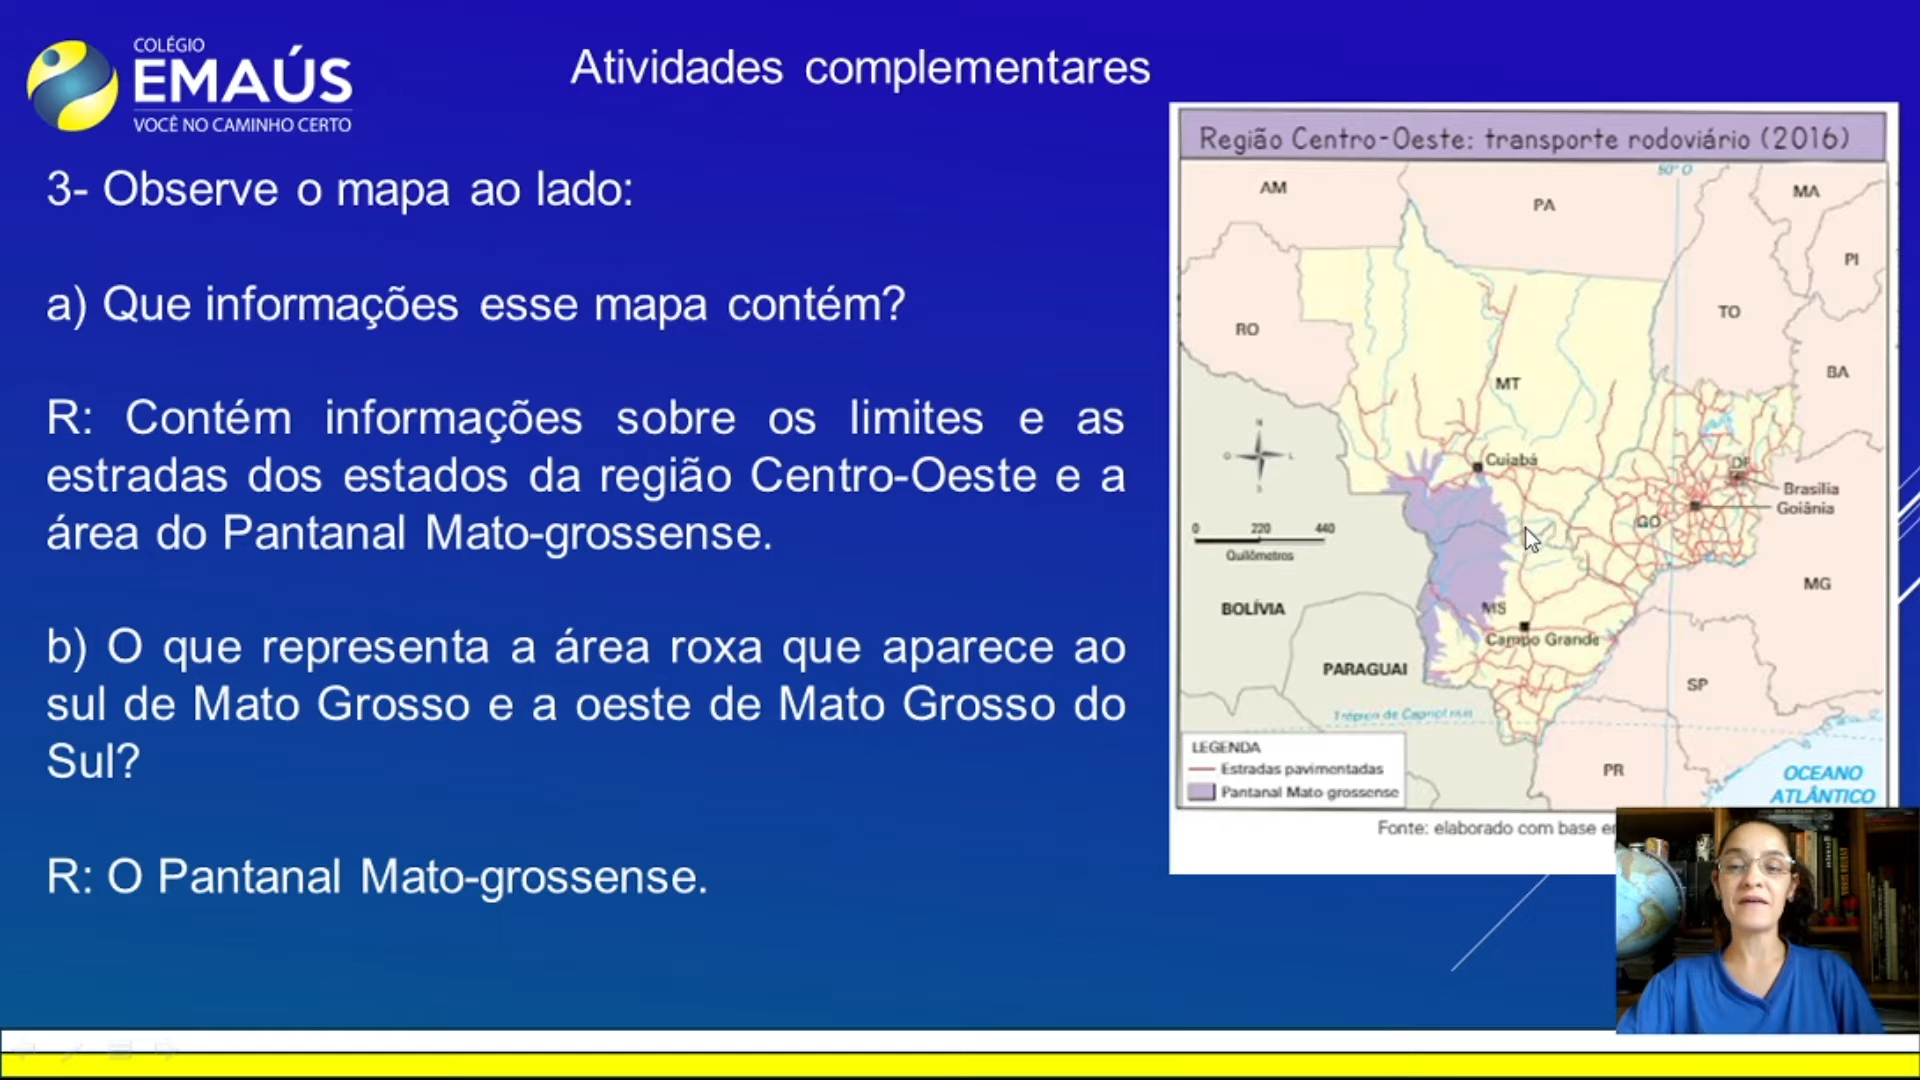 COLÉGIO
EMAÚS
VOCÊ NO CAMINHO CERTO
Atividades complementares
3- Observe o mapa ao lado:
a) Que informações esse mapa contém?
R: Contém informações sobre os limites e as
estradas dos estados da região Centro-Oeste e a
área do Pantanal Mato-grossense.
b) O que representa a área roxa que aparece ao
sul de Mato Grosso e a oeste de Mato Grosso do
Sul?
R: O Pantanal Mato-grossense.
Região Centro-Oeste: transporte rodoviário (2016)
50° O
AM
PA
MA
PI
TO
RO
BA
MT
N
O L
S
Cuiabá
DF
Brasília
Goiânia
GO
0 220 440
Quilômetros
MG
BOLÍVIA
MS
Campo Grande
PARAGUAI
SP
Trópico de Capricórnio
LEGENDA
Estradas pavimentadas
Pantanal Mato grossense
PR
OCEANO
ATLÂNTICO
Fonte: elaborado com base